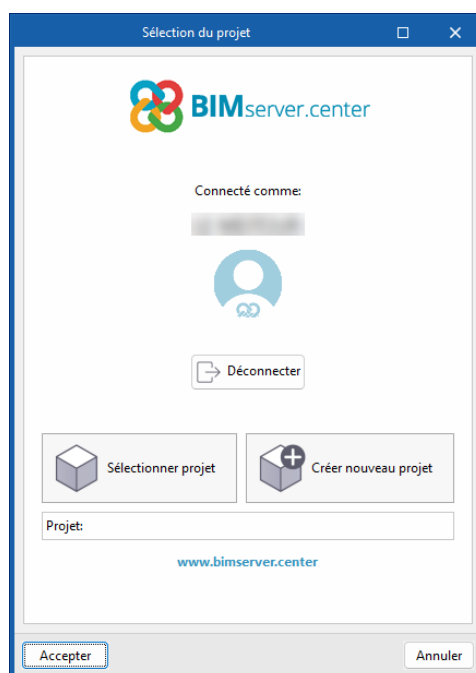 Sélection du projet
BIMserver.center
Connecté comme:
Déconnecter
Sélectionner projet
Créer nouveau projet
Projet:
www.bimserver.center
Accepter
Annuler